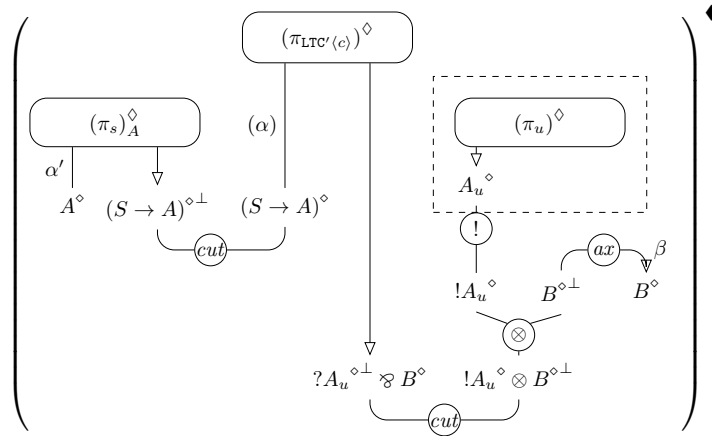 (π_LTC′⟨c⟩)^◊
(π_s)_A^◊
(π_u)^◊
(α)
α′
A_u^⋄
A^⋄ (S → A)^⋄⊥ (S → A)^⋄
!
cut
ax β
!A_u^⋄ B^⋄⊥ B^⋄
⊗
?A_u^⋄⊥ ⅋ B^⋄ !A_u^⋄ ⊗ B^⋄⊥
cut